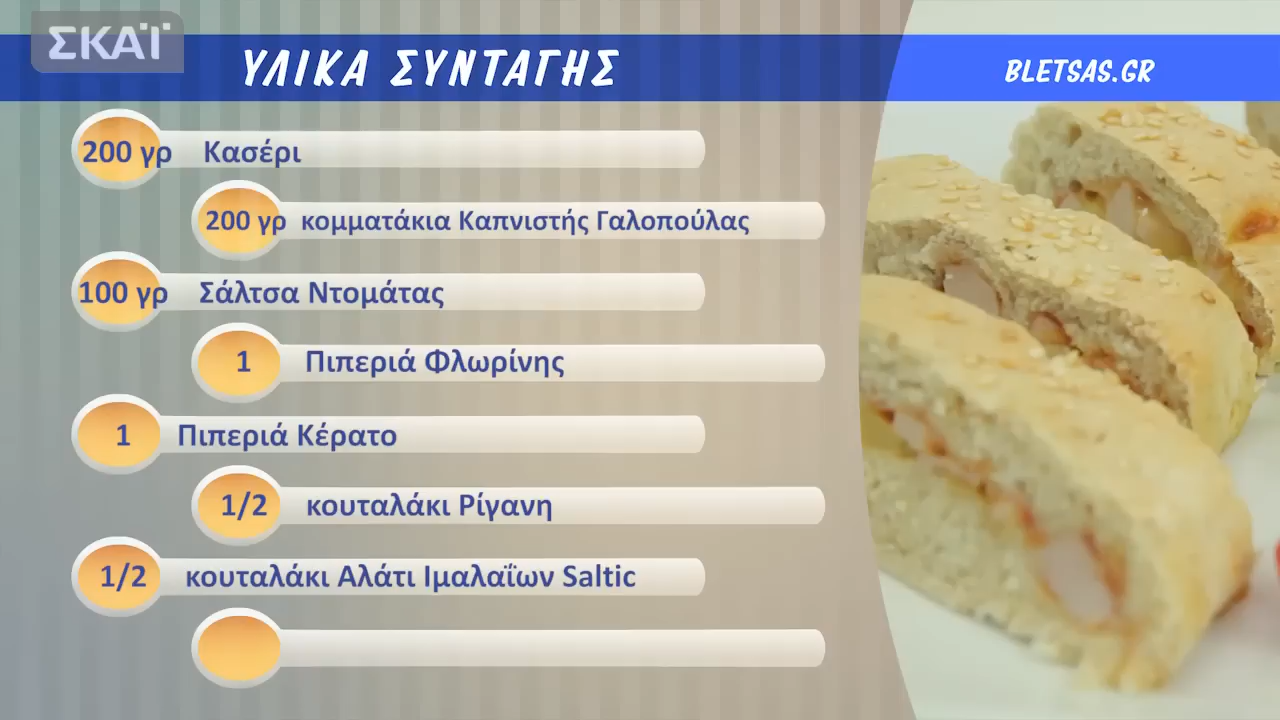 ΣΚΑΪ
ΥΛΙΚΑ ΣΥΝΤΑΓΗΣ
BLETSAS.GR
200 γρ Κασέρι
200 γρ κομματάκια Καπνιστής Γαλοπούλας
100 γρ Σάλτσα Ντομάτας
1 Πιπεριά Φλωρίνης
1 Πιπεριά Κέρατο
1/2 κουταλάκι Ρίγανη
1/2 κουταλάκι Αλάτι Ιμαλαΐων Saltic